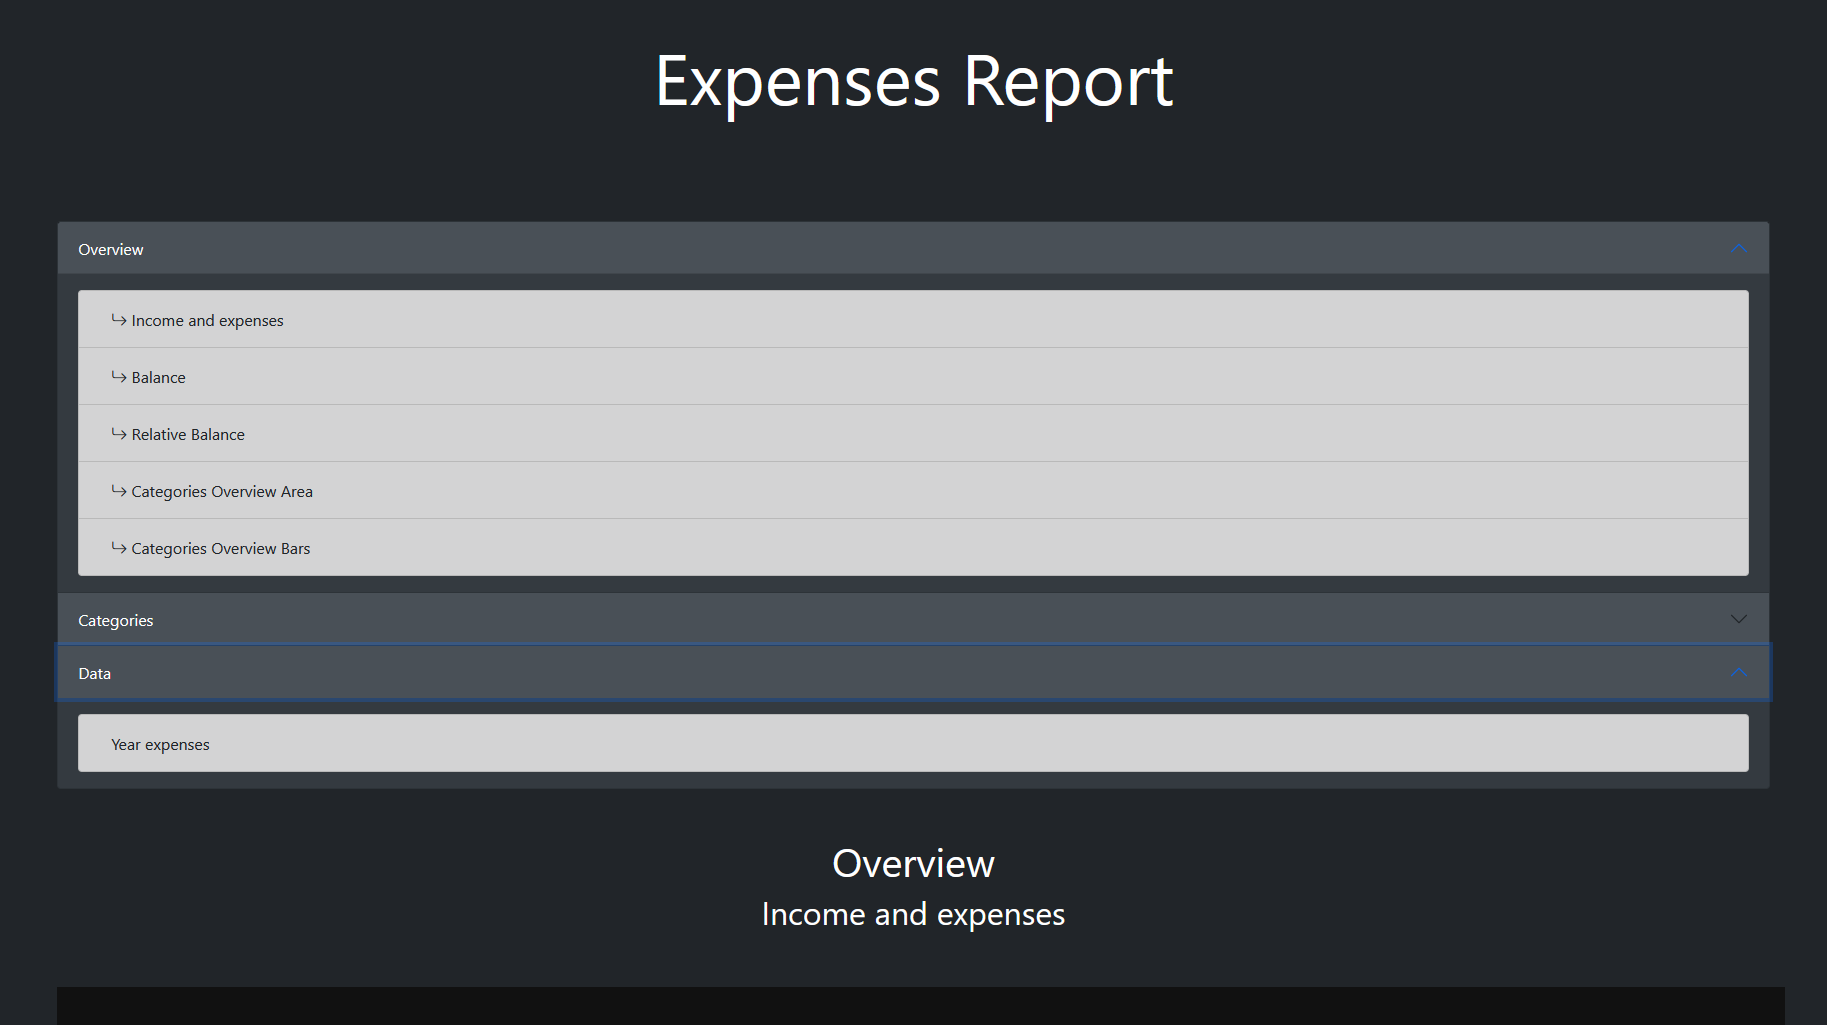 Expenses Report
Overview
Income and expenses
Balance
Relative Balance
Categories Overview Area
Categories Overview Bars
Categories
Data
Year expenses
Overview
Income and expenses